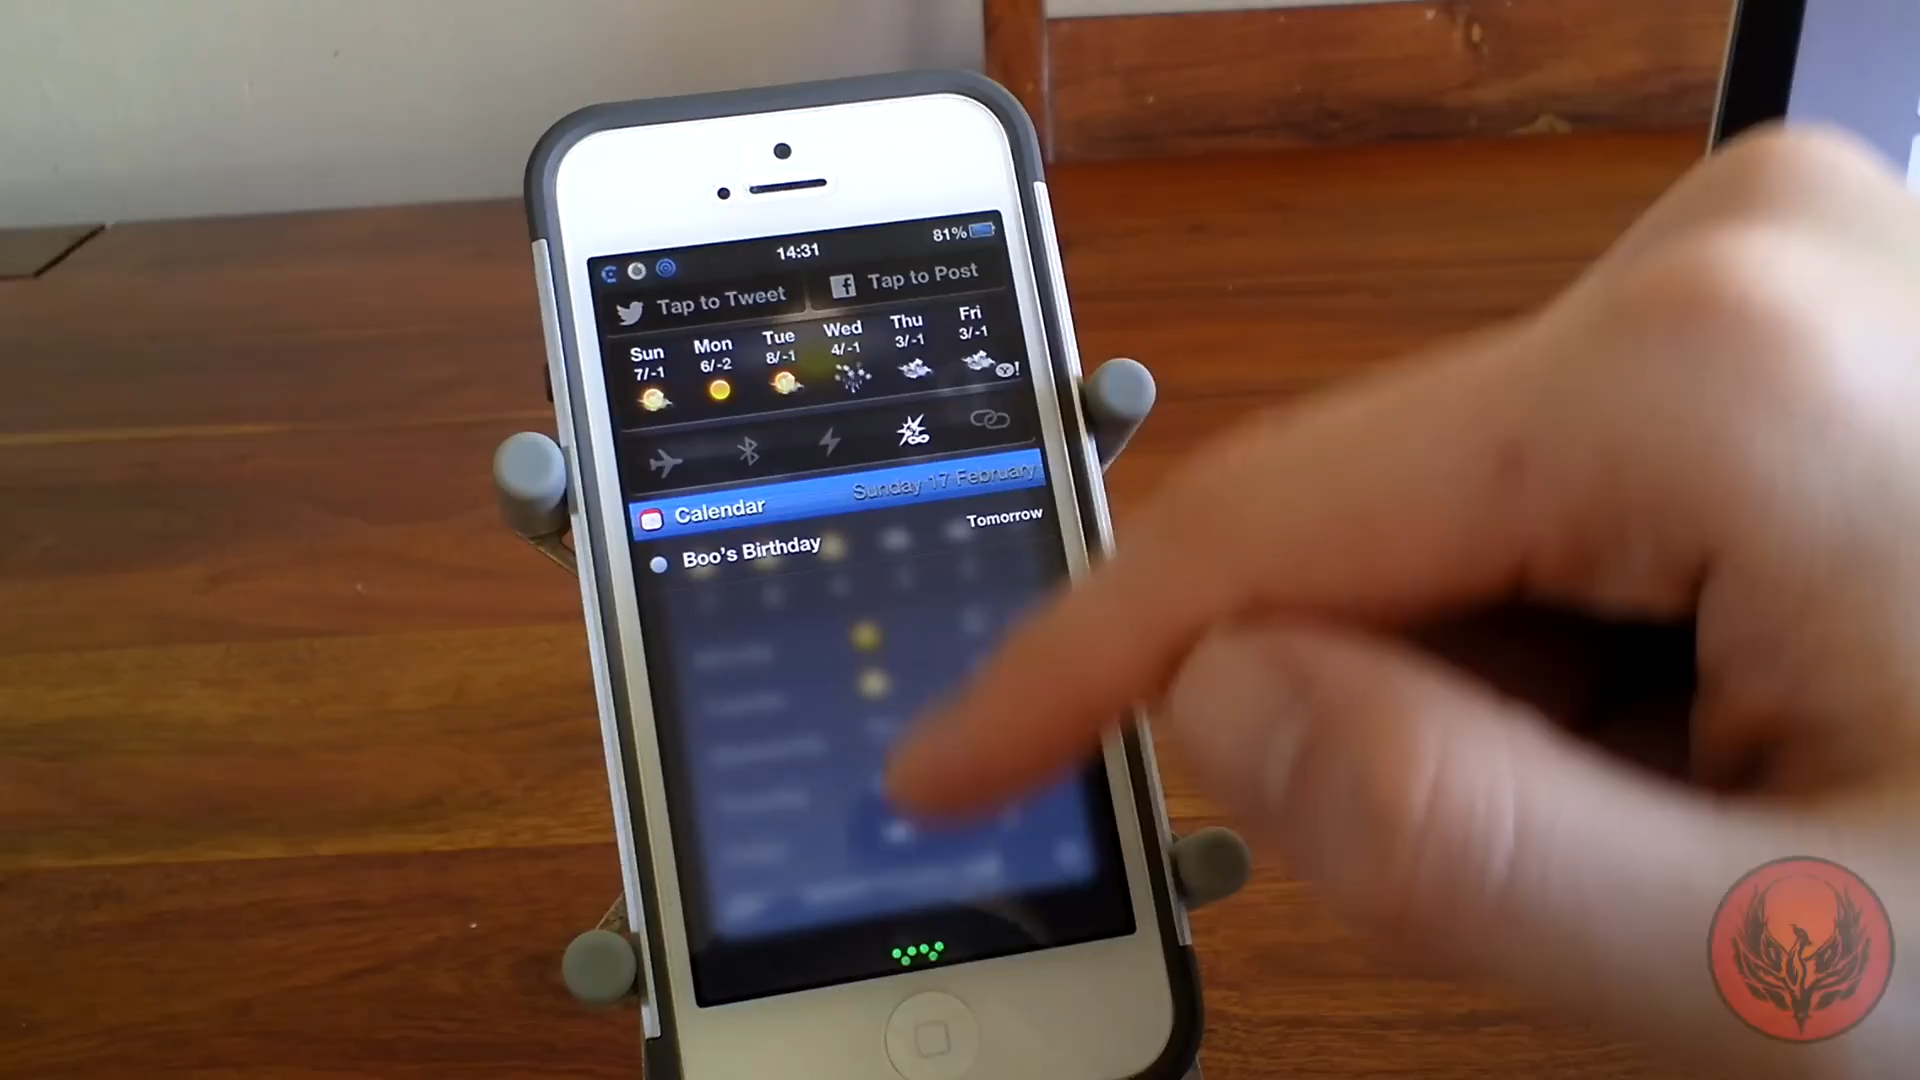 14:31
81%
Tap to Tweet
Tap to Post
Sun Mon Tue Wed Thu Fri
7/-1 6/-2 8/-1 4/-1 3/-1 3/-1
Y!
Calendar
Sunday 17 February
Boo's Birthday
Tomorrow